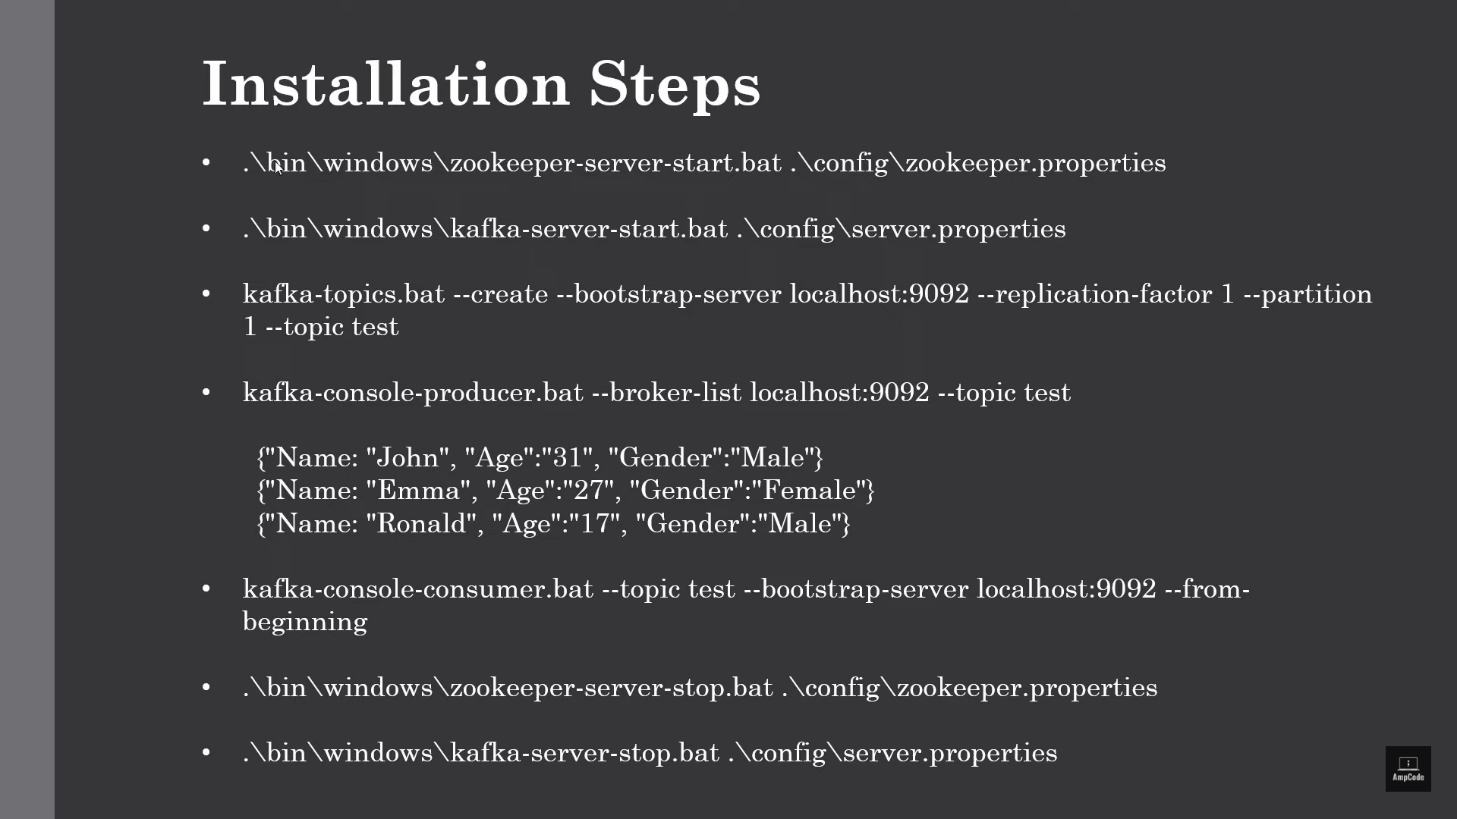 Installation Steps
• .\bin\windows\zookeeper-server-start.bat .\config\zookeeper.properties
• .\bin\windows\kafka-server-start.bat .\config\server.properties
• kafka-topics.bat --create --bootstrap-server localhost:9092 --replication-factor 1 --partition
1 --topic test
• kafka-console-producer.bat --broker-list localhost:9092 --topic test
{"Name: "John", "Age":"31", "Gender":"Male"}
{"Name: "Emma", "Age":"27", "Gender":"Female"}
{"Name: "Ronald", "Age":"17", "Gender":"Male"}
• kafka-console-consumer.bat --topic test --bootstrap-server localhost:9092 --from-
beginning
• .\bin\windows\zookeeper-server-stop.bat .\config\zookeeper.properties
• .\bin\windows\kafka-server-stop.bat .\config\server.properties
AmpCode